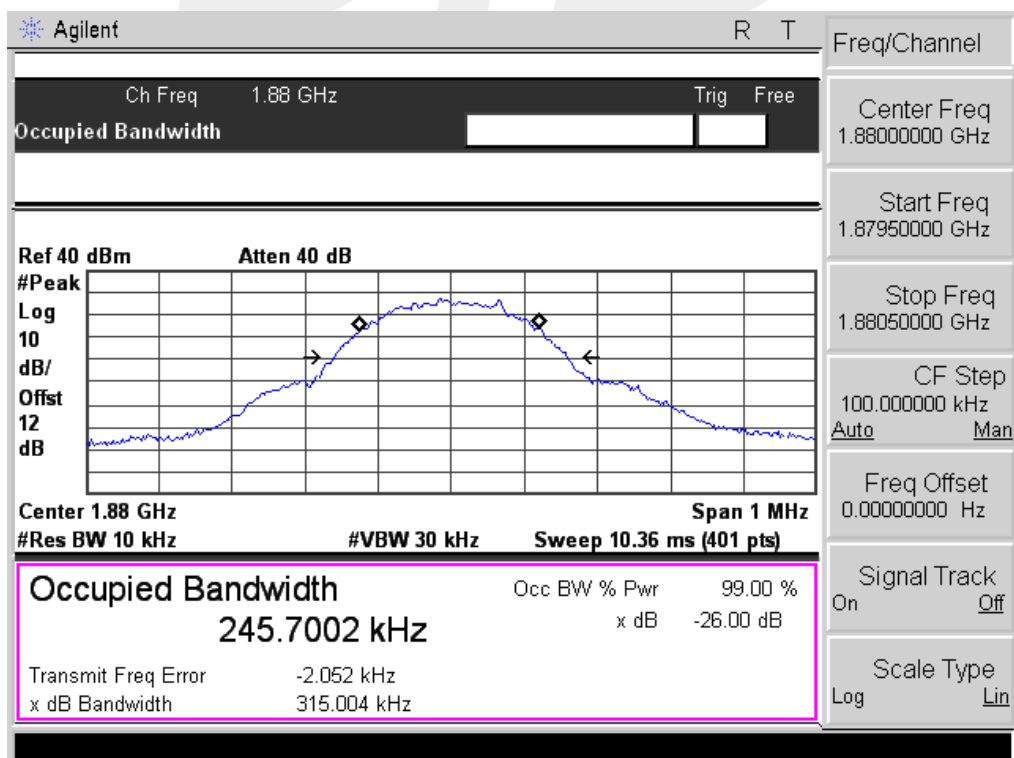 Agilent R T
Ch Freq 1.88 GHz Trig Free
Occupied Bandwidth
Ref 40 dBm Atten 40 dB
#Peak
Log
10
dB/
Offst
12
dB
Center 1.88 GHz Span 1 MHz
#Res BW 10 kHz #VBW 30 kHz Sweep 10.36 ms (401 pts)
Occupied Bandwidth Occ BW % Pwr 99.00 %
245.7002 kHz x dB -26.00 dB
Transmit Freq Error -2.052 kHz
x dB Bandwidth 315.004 kHz
Freq/Channel
Center Freq
1.88000000 GHz
Start Freq
1.87950000 GHz
Stop Freq
1.88050000 GHz
CF Step
100.000000 kHz
Auto Man
Freq Offset
0.00000000 Hz
Signal Track
On Off
Scale Type
Log Lin